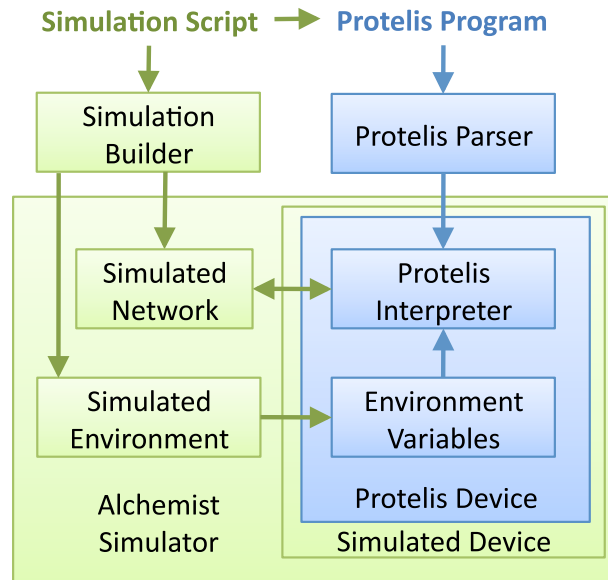 Simulation Script
Protelis Program
Simulation
Builder
Protelis Parser
Simulated
Network
Protelis
Interpreter
Simulated
Environment
Environment
Variables
Alchemist
Simulator
Protelis Device
Simulated Device